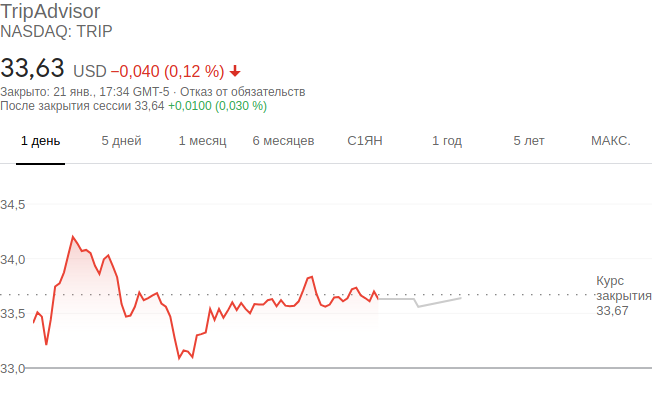 TripAdvisor
NASDAQ: TRIP
33,63 USD −0,040 (0,12 %)
Закрыто: 21 янв., 17:34 GMT-5 · Отказ от обязательств
После закрытия сессии 33,64 +0,0100 (0,030 %)
1 день 5 дней 1 месяц 6 месяцев С1ЯН 1 год 5 лет МАКС.
34,5
34,0
Курс
закрытия
33,67
33,5
33,0